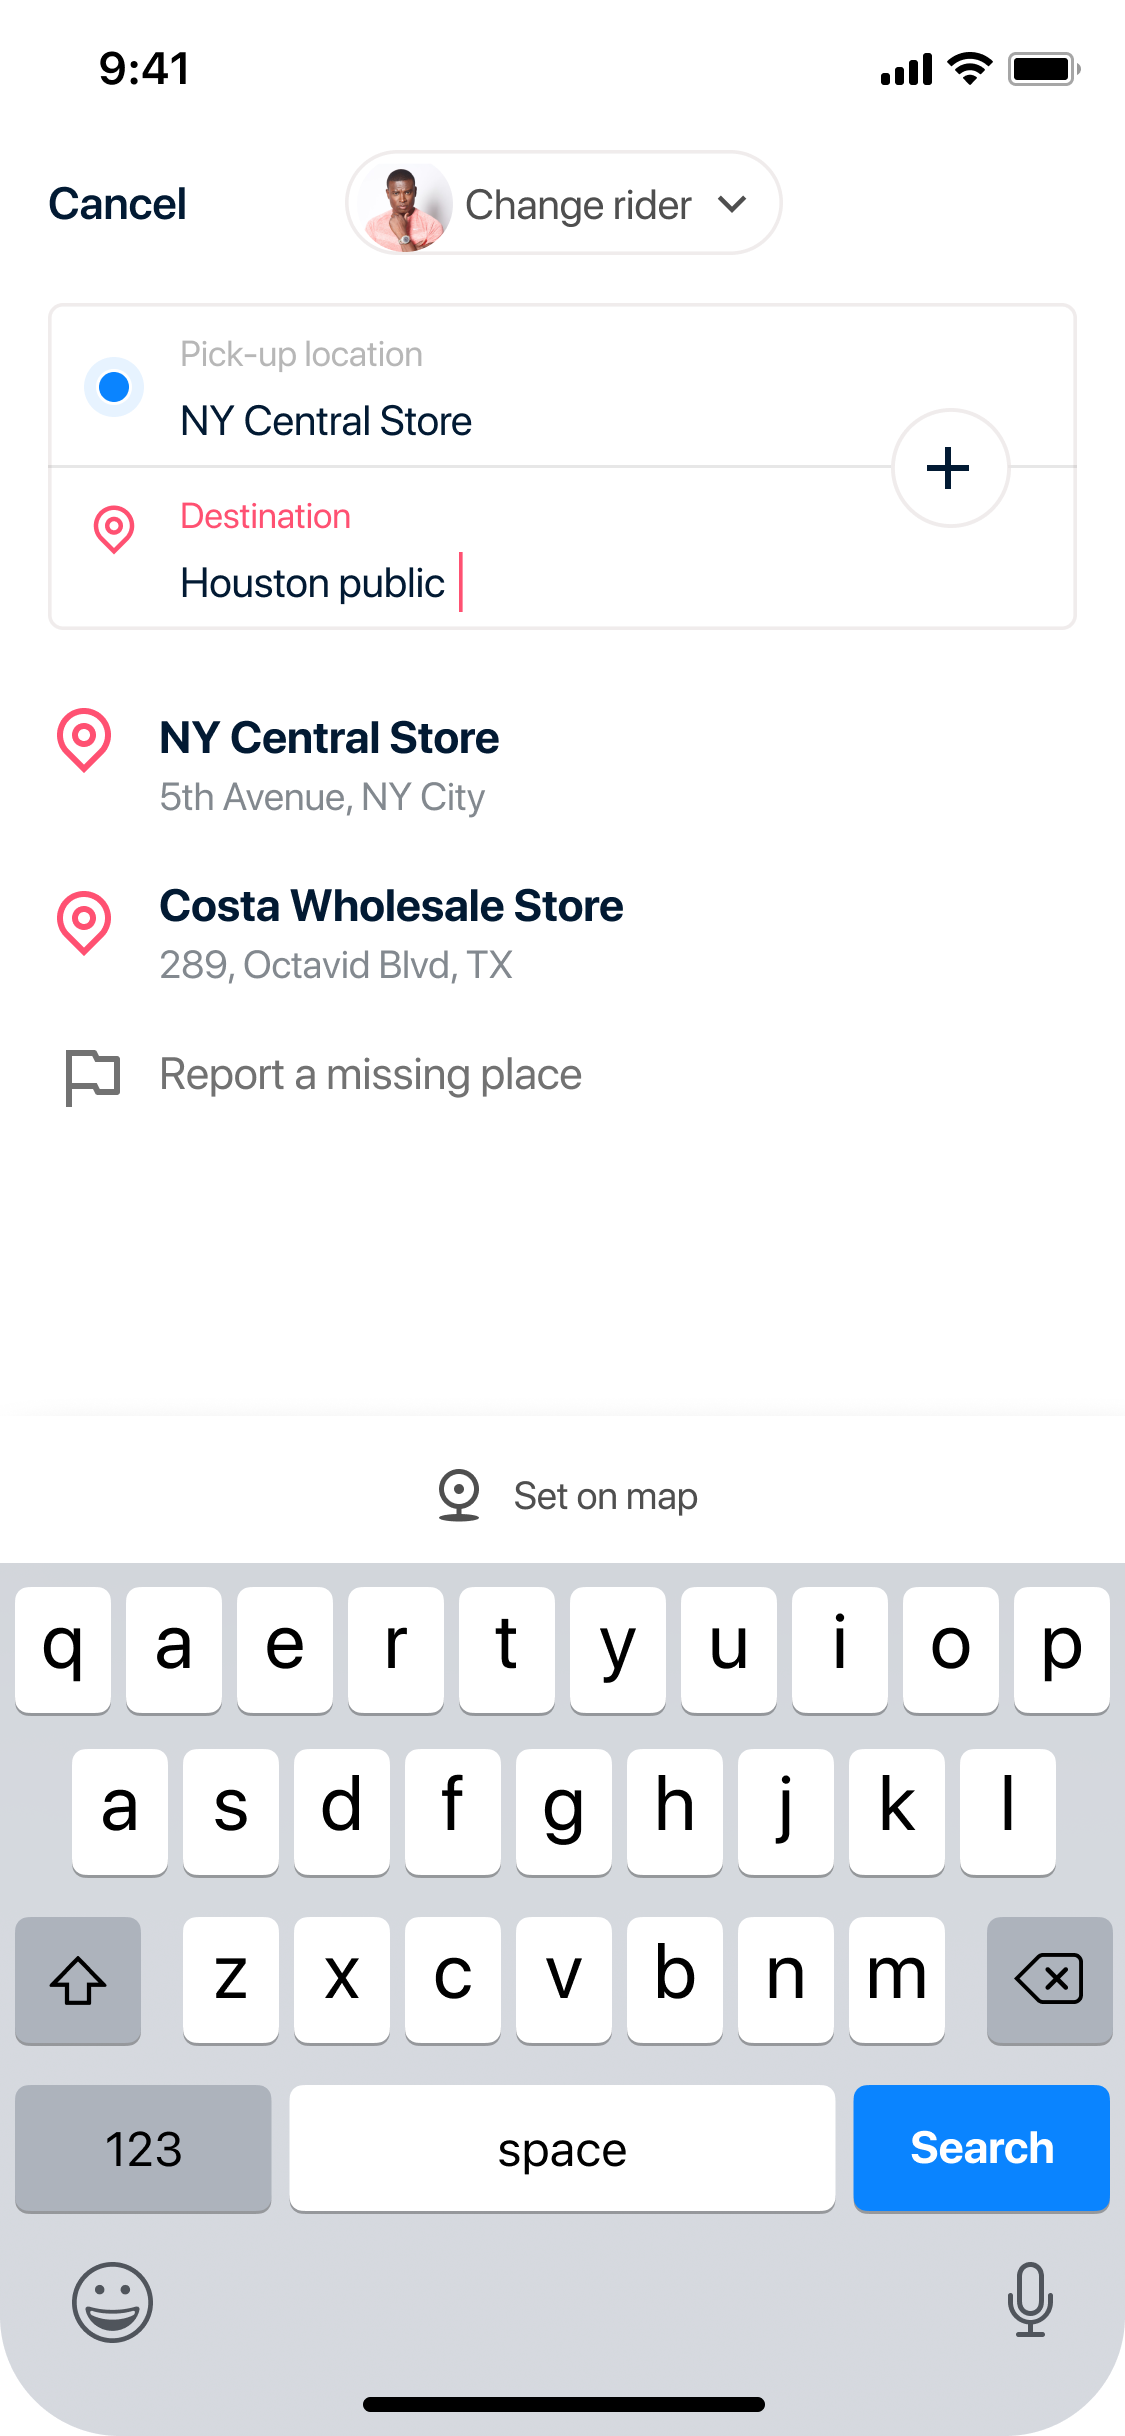 9:41
Cancel
Change rider
Pick-up location
NY Central Store
Destination
Houston public
NY Central Store
5th Avenue, NY City
Costa Wholesale Store
289, Octavid Blvd, TX
Report a missing place
Set on map
q a e r t y u i o p
a s d f g h j k l
z x c v b n m
123 space Search